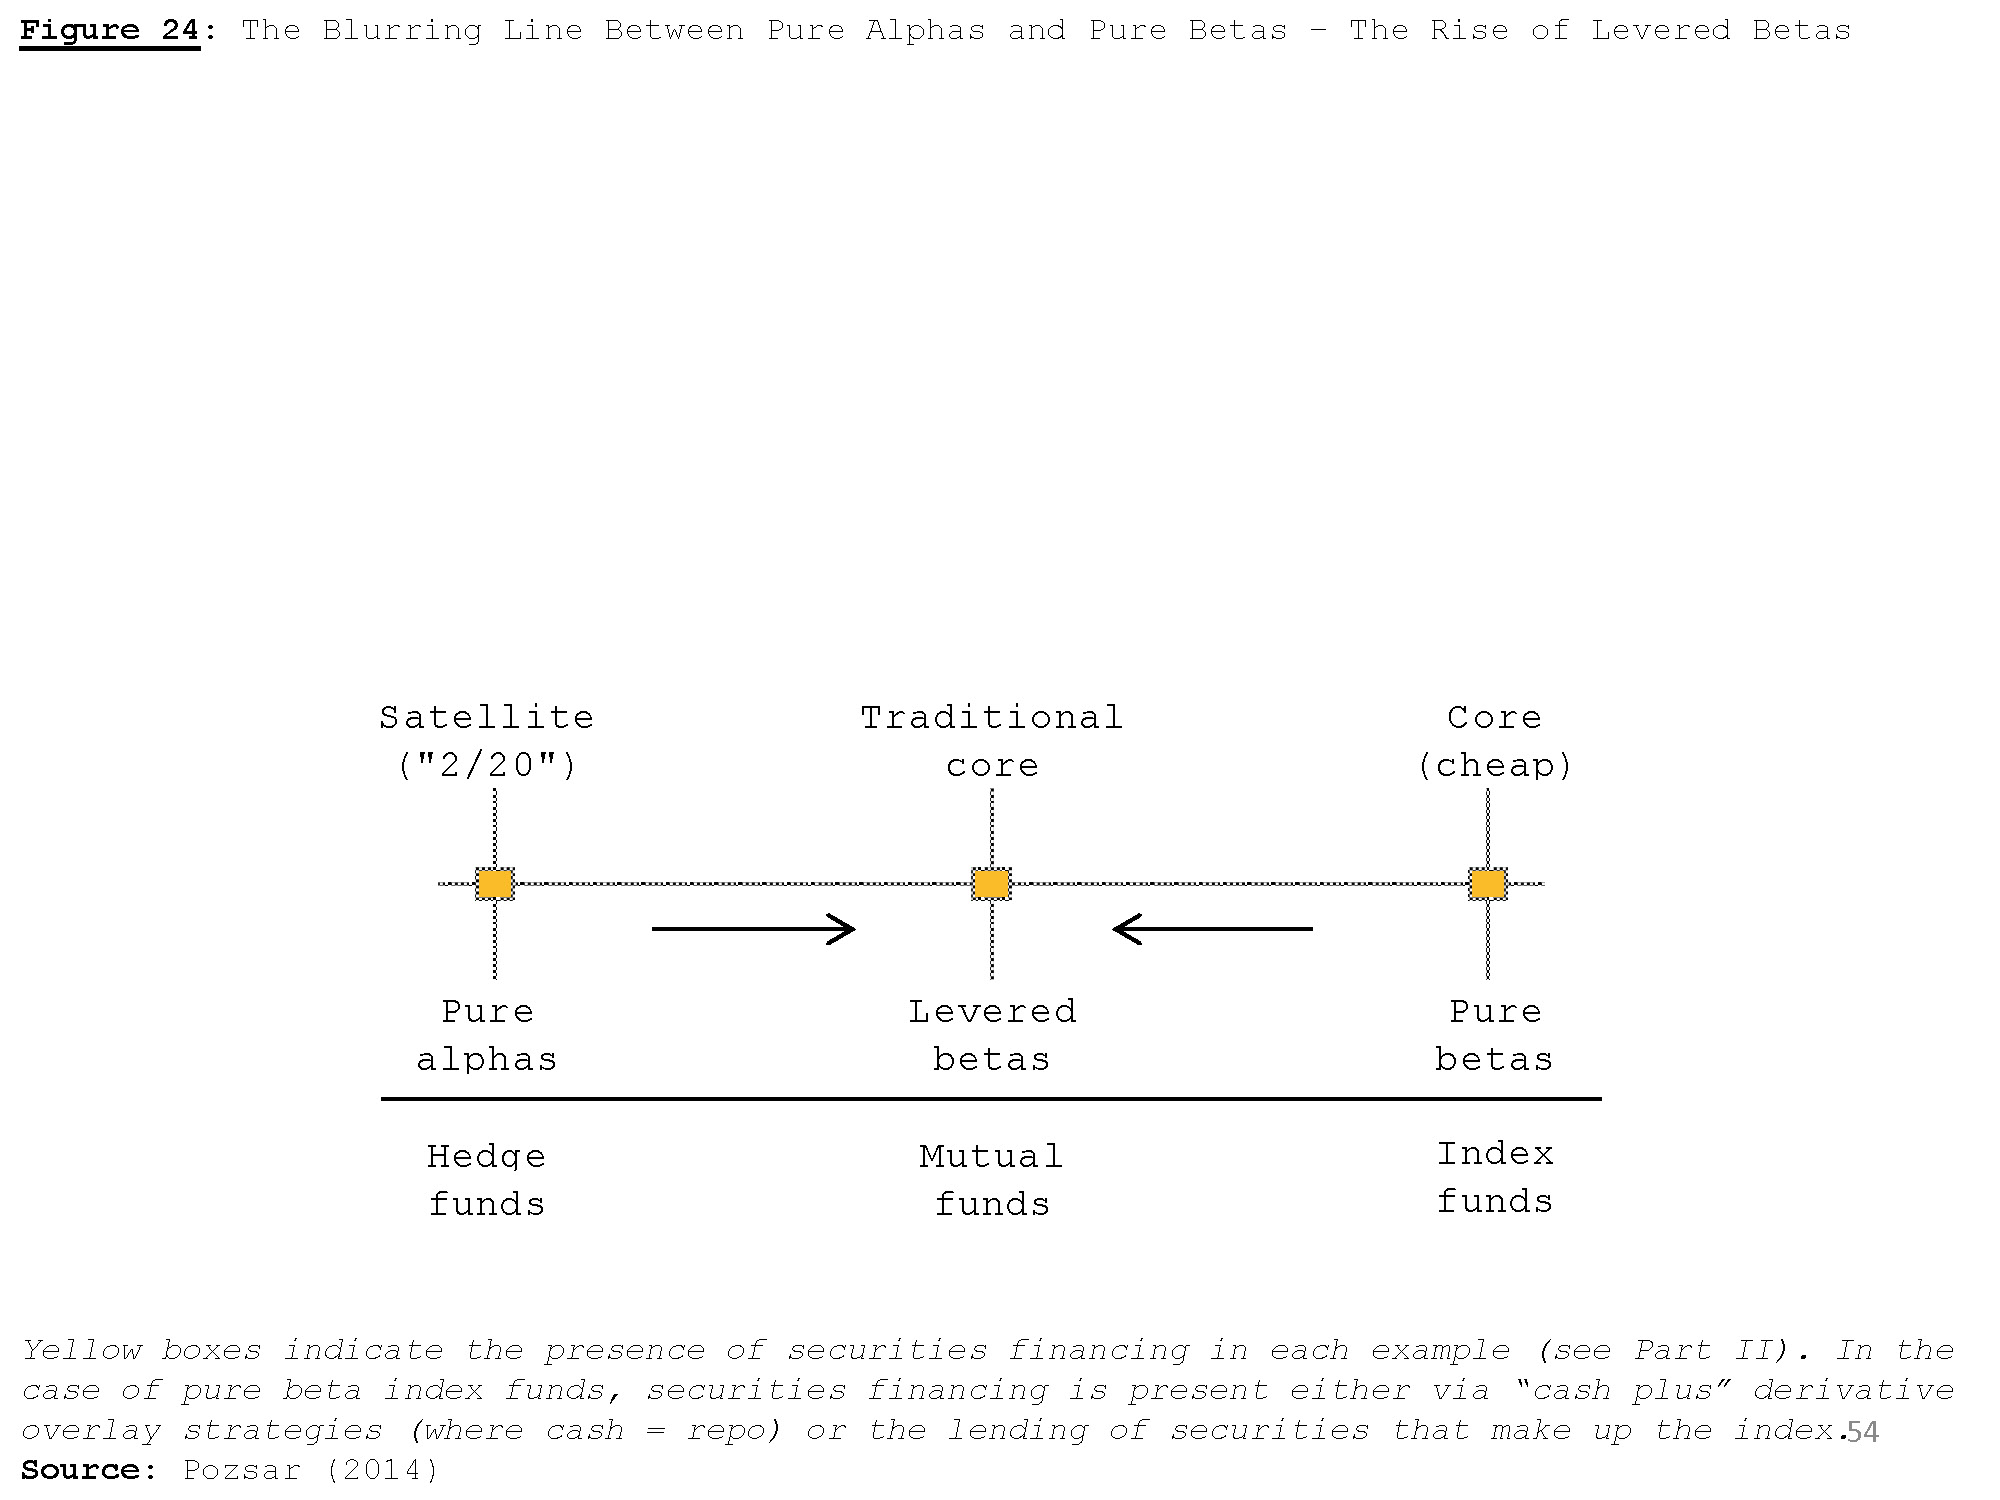 Figure 24: The Blurring Line Between Pure Alphas and Pure Betas – The Rise of Levered Betas
Satellite
("2/20")
Traditional
core
Core
(cheap)
Pure
alphas
Levered
betas
Pure
betas
Hedge
funds
Mutual
funds
Index
funds
Yellow boxes indicate the presence of securities financing in each example (see Part II). In the
case of pure beta index funds, securities financing is present either via “cash plus” derivative
overlay strategies (where cash = repo) or the lending of securities that make up the index.
54
Source: Pozsar (2014)